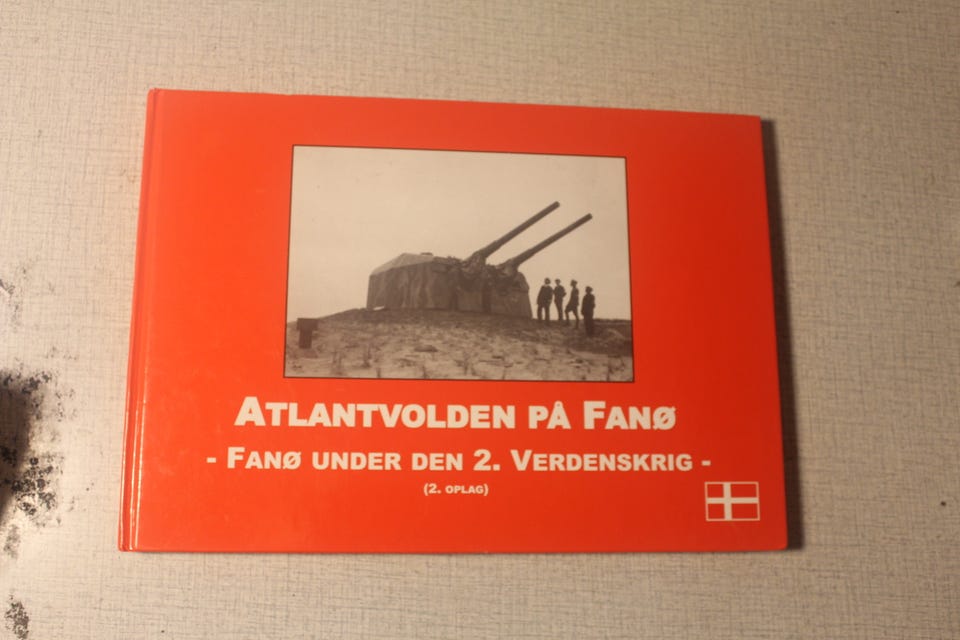 ATLANTVOLDEN PÅ FANØ
- FANØ UNDER DEN 2. VERDENSKRIG -
(2. OPLAG)